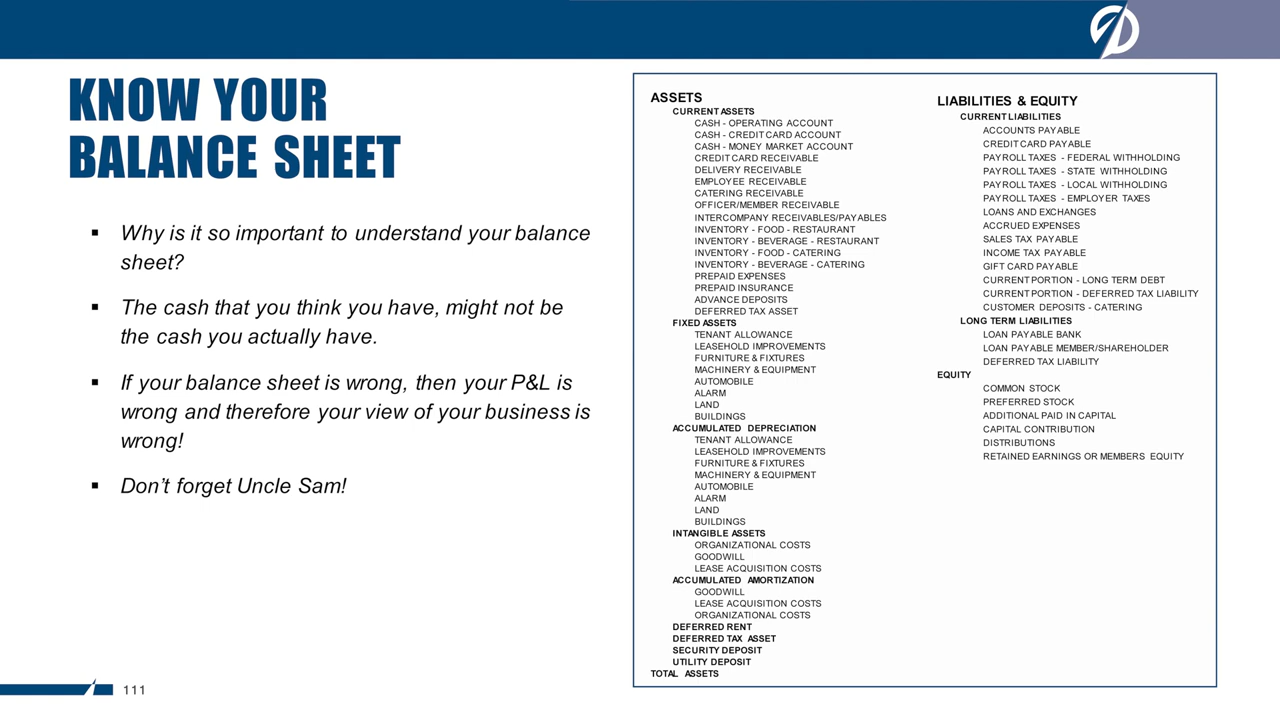 KNOW YOUR
BALANCE SHEET
▪ Why is it so important to understand your balance
sheet?
▪ The cash that you think you have, might not be
the cash you actually have.
▪ If your balance sheet is wrong, then your P&L is
wrong and therefore your view of your business is
wrong!
▪ Don't forget Uncle Sam!
ASSETS
CURRENT ASSETS
CASH - OPERATING ACCOUNT
CASH - CREDIT CARD ACCOUNT
CASH - MONEY MARKET ACCOUNT
CREDIT CARD RECEIVABLE
DELIVERY RECEIVABLE
EMPLOYEE RECEIVABLE
CATERING RECEIVABLE
OFFICER/MEMBER RECEIVABLE
INTERCOMPANY RECEIVABLES/PAYABLES
INVENTORY - FOOD - RESTAURANT
INVENTORY - BEVERAGE - RESTAURANT
INVENTORY - FOOD - CATERING
INVENTORY - BEVERAGE - CATERING
PREPAID EXPENSES
PREPAID INSURANCE
ADVANCE DEPOSITS
DEFERRED TAX ASSET
FIXED ASSETS
TENANT ALLOWANCE
LEASEHOLD IMPROVEMENTS
FURNITURE & FIXTURES
MACHINERY & EQUIPMENT
AUTOMOBILE
ALARM
LAND
BUILDINGS
ACCUMULATED DEPRECIATION
TENANT ALLOWANCE
LEASEHOLD IMPROVEMENTS
FURNITURE & FIXTURES
MACHINERY & EQUIPMENT
AUTOMOBILE
ALARM
LAND
BUILDINGS
INTANGIBLE ASSETS
ORGANIZATIONAL COSTS
GOODWILL
LEASE ACQUISITION COSTS
ACCUMULATED AMORTIZATION
GOODWILL
LEASE ACQUISITION COSTS
ORGANIZATIONAL COSTS
DEFERRED RENT
DEFERRED TAX ASSET
SECURITY DEPOSIT
UTILITY DEPOSIT
TOTAL ASSETS
LIABILITIES & EQUITY
CURRENT LIABILITIES
ACCOUNTS PAYABLE
CREDIT CARD PAYABLE
PAYROLL TAXES - FEDERAL WITHHOLDING
PAYROLL TAXES - STATE WITHHOLDING
PAYROLL TAXES - LOCAL WITHHOLDING
PAYROLL TAXES - EMPLOYER TAXES
LOANS AND EXCHANGES
ACCRUED EXPENSES
SALES TAX PAYABLE
INCOME TAX PAYABLE
GIFT CARD PAYABLE
CURRENT PORTION - LONG TERM DEBT
CURRENT PORTION - DEFERRED TAX LIABILITY
CUSTOMER DEPOSITS - CATERING
LONG TERM LIABILITIES
LOAN PAYABLE BANK
LOAN PAYABLE MEMBER/SHAREHOLDER
DEFERRED TAX LIABILITY
EQUITY
COMMON STOCK
PREFERRED STOCK
ADDITIONAL PAID IN CAPITAL
CAPITAL CONTRIBUTION
DISTRIBUTIONS
RETAINED EARNINGS OR MEMBERS EQUITY
111